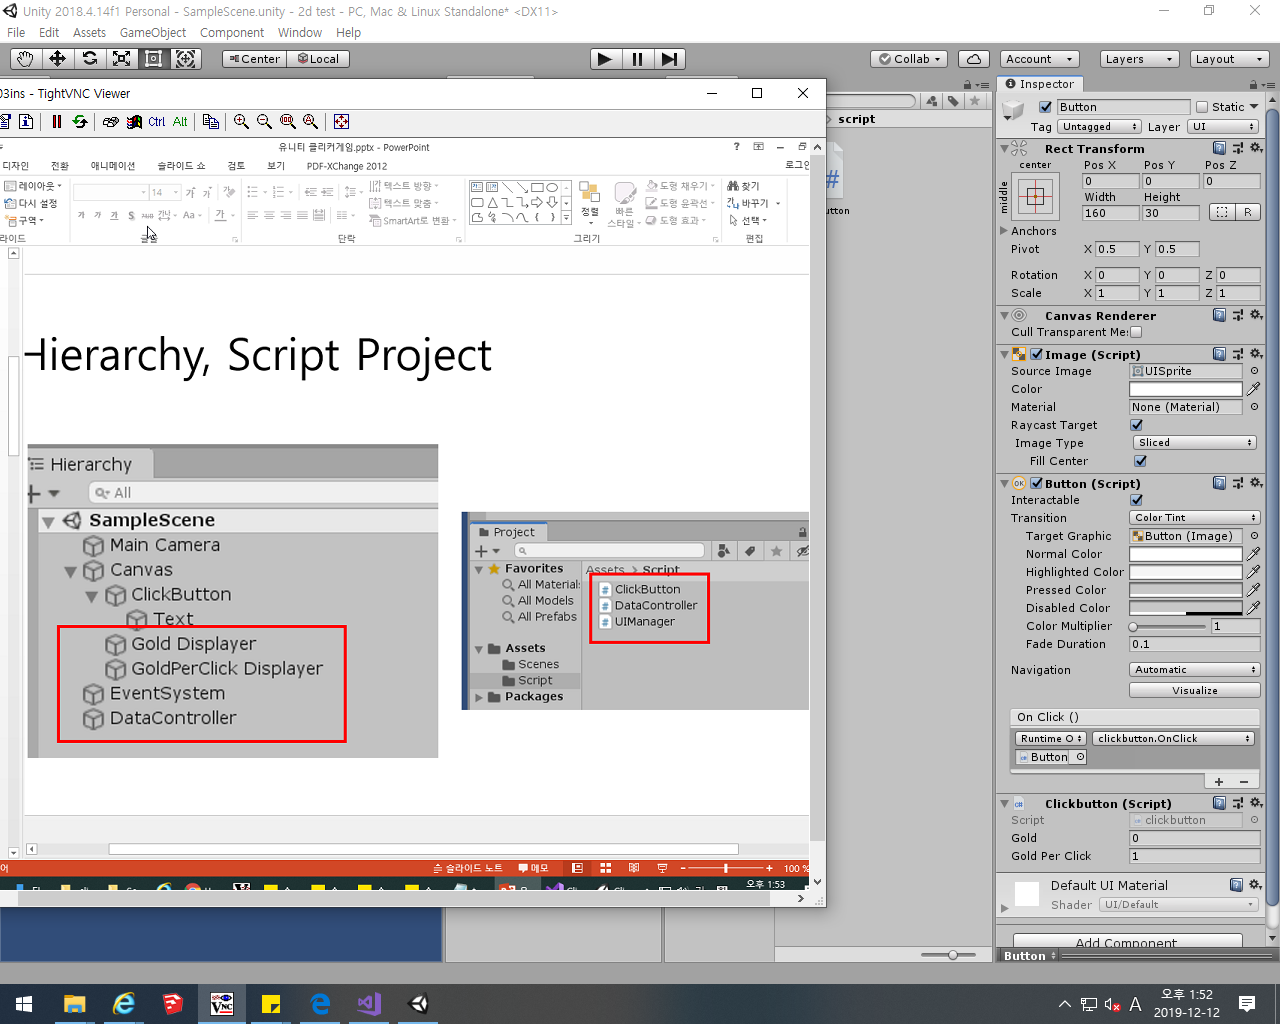 Unity 2018.4.14f1 Personal - SampleScene.unity - 2d test - PC, Mac & Linux Standalone* <DX11>
File Edit Assets GameObject Component Window Help
Center Local Collab Account Layers Layout
03ins - TightVNC Viewer
Ctrl Alt
유니티 클리커게임.pptx - PowerPoint
디자인 전환 애니메이션 슬라이드 쇼 검토 보기 PDF-XChange 2012 로그인
레이아웃 14 텍스트 방향 도형 채우기 찾기
다시 설정 텍스트 맞춤 정렬 빠른 도형 윤곽선 바꾸기
구역 SmartArt로 변환 스타일 도형 효과 선택
라이드 글꼴 단락 그리기 편집
Hierarchy, Script Project
Hierarchy
All
SampleScene
Main Camera
Canvas
ClickButton
Text
Gold Displayer
GoldPerClick Displayer
EventSystem
DataController
Project
Favorites
All Material
All Models
All Prefabs
Assets
Scenes
Script
Packages
Assets > Script
ClickButton
DataController
UIManager
슬라이드 노트 메모 100 %
오후 1:53
script
utton
Inspector
Button Static
Tag Untagged Layer UI
Rect Transform
center Pos X Pos Y Pos Z
middle 0 0 0
Width Height
160 30 R
Anchors
Pivot X 0.5 Y 0.5
Rotation X 0 Y 0 Z 0
Scale X 1 Y 1 Z 1
Canvas Renderer
Cull Transparent Me
Image (Script)
Source Image UISprite
Color
Material None (Material)
Raycast Target
Image Type Sliced
Fill Center
Button (Script)
Interactable
Transition Color Tint
Target Graphic Button (Image)
Normal Color
Highlighted Color
Pressed Color
Disabled Color
Color Multiplier 1
Fade Duration 0.1
Navigation Automatic
Visualize
On Click ()
Runtime O clickbutton.OnClick
Button
+ −
Clickbutton (Script)
Script clickbutton
Gold 0
Gold Per Click 1
Default UI Material
Shader UI/Default
Add Component
Button
A 오후 1:52
2019-12-12